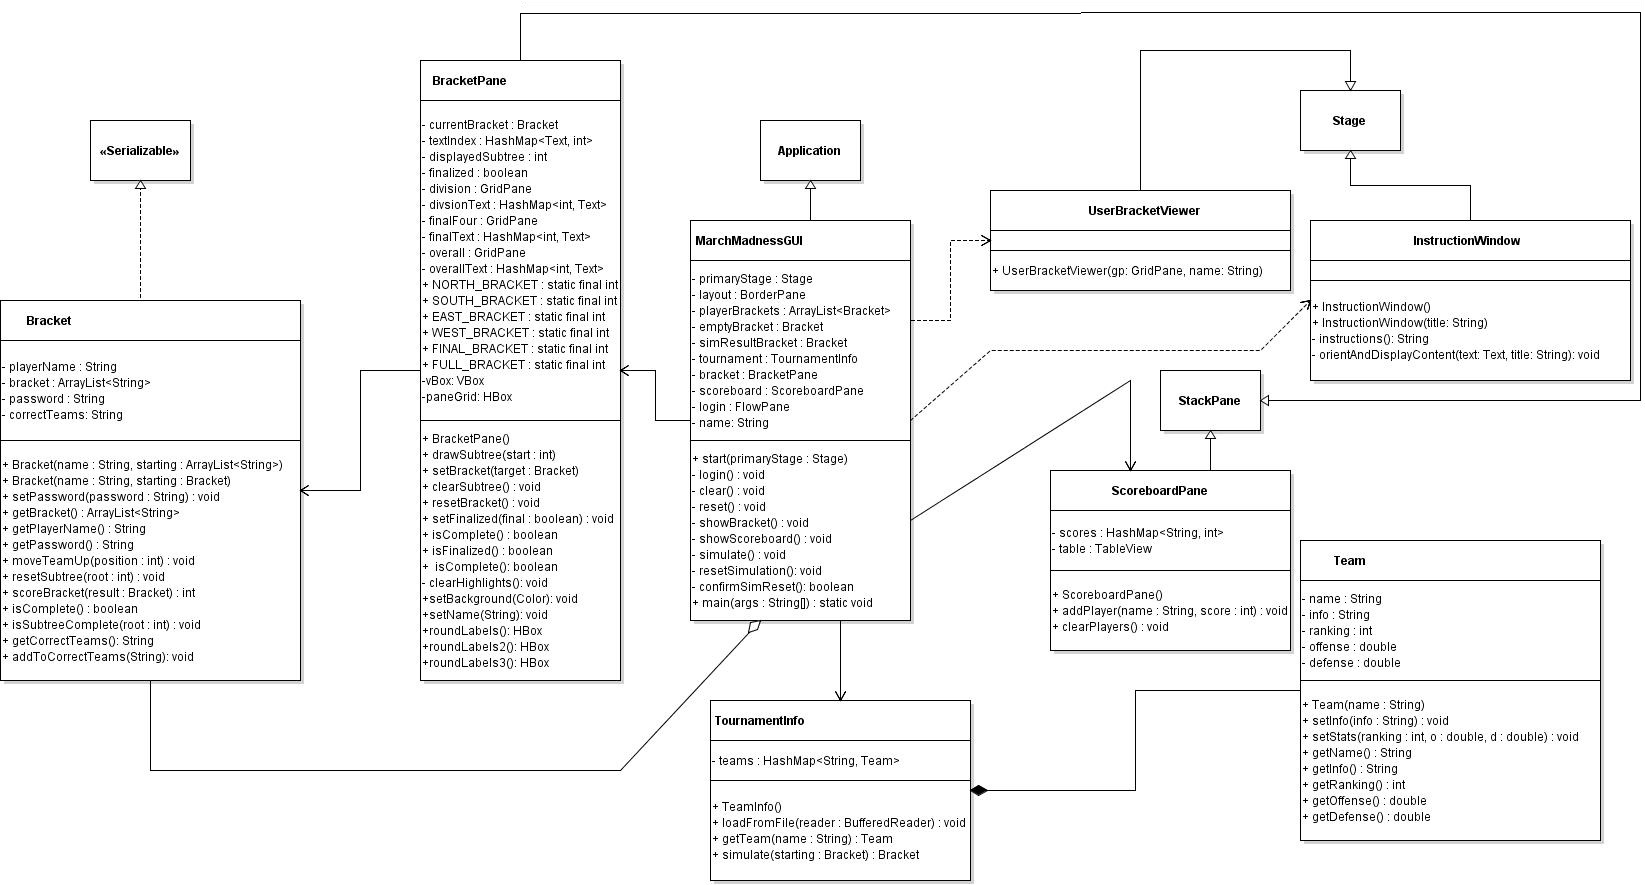 BracketPane
- currentBracket : Bracket
- textIndex : HashMap<Text, int>
- displayedSubtree : int
- finalized : boolean
- division : GridPane
- divsionText : HashMap<int, Text>
- finalFour : GridPane
- finalText : HashMap<int, Text>
- overall : GridPane
- overallText : HashMap<int, Text>
+ NORTH_BRACKET : static final int
+ SOUTH_BRACKET : static final int
+ EAST_BRACKET : static final int
+ WEST_BRACKET : static final int
+ FINAL_BRACKET : static final int
+ FULL_BRACKET : static final int
-vBox: VBox
-paneGrid: HBox
+ BracketPane()
+ drawSubtree(start : int)
+ setBracket(target : Bracket)
+ clearSubtree() : void
+ resetBracket() : void
+ setFinalized(final : boolean) : void
+ isComplete() : boolean
+ isFinalized() : boolean
+  isComplete() : boolean
- clearHighlights(): void
+setBackground(Color): void
+setName(String): void
+roundLabels(): HBox
+roundLabels2(): HBox
+roundLabels3(): HBox
«Serializable»
Bracket
- playerName : String
- bracket : ArrayList<String>
- password : String
- correctTeams: String
+ Bracket(name : String, starting : ArrayList<String>)
+ Bracket(name : String, starting : Bracket)
+ setPassword(password : String) : void
+ getBracket() : ArrayList<String>
+ getPlayerName() : String
+ getPassword() : String
+ moveTeamUp(position : int) : void
+ resetSubtree(root : int) : void
+ scoreBracket(result : Bracket) : int
+ isComplete() : boolean
+ isSubtreeComplete(root : int) : void
+ getCorrectTeams(): String
+ addToCorrectTeams(String): void
Application
MarchMadnessGUI
- primaryStage : Stage
- layout : BorderPane
- playerBrackets : ArrayList<Bracket>
- emptyBracket : Bracket
- simResultBracket : Bracket
- tournament : TournamentInfo
- bracket : BracketPane
- scoreboard : ScoreboardPane
- login : FlowPane
- name: String
+ start(primaryStage : Stage)
- login() : void
- clear() : void
- reset() : void
- showBracket() : void
- showScoreboard() : void
- simulate() : void
- resetSimulation(): void
- confirmSimReset(): boolean
+ main(args : String[]) : static void
UserBracketViewer
+ UserBracketViewer(gp: GridPane, name: String)
Stage
InstructionWindow
+ InstructionWindow()
+ InstructionWindow(title: String)
- instructions(): String
- orientAndDisplayContent(text: Text, title: String): void
StackPane
ScoreboardPane
- scores : HashMap<String, int>
- table : TableView
+ ScoreboardPane()
+ addPlayer(name : String, score : int) : void
+ clearPlayers() : void
Team
- name : String
- info : String
- ranking : int
- offense : double
- defense : double
+ Team(name : String)
+ setInfo(info : String) : void
+ setStats(ranking : int, o : double, d : double) : void
+ getName() : String
+ getInfo() : String
+ getRanking() : int
+ getOffense() : double
+ getDefense() : double
TournamentInfo
- teams : HashMap<String, Team>
+ TeamInfo()
+ loadFromFile(reader : BufferedReader) : void
+ getTeam(name : String) : Team
+ simulate(starting : Bracket) : Bracket